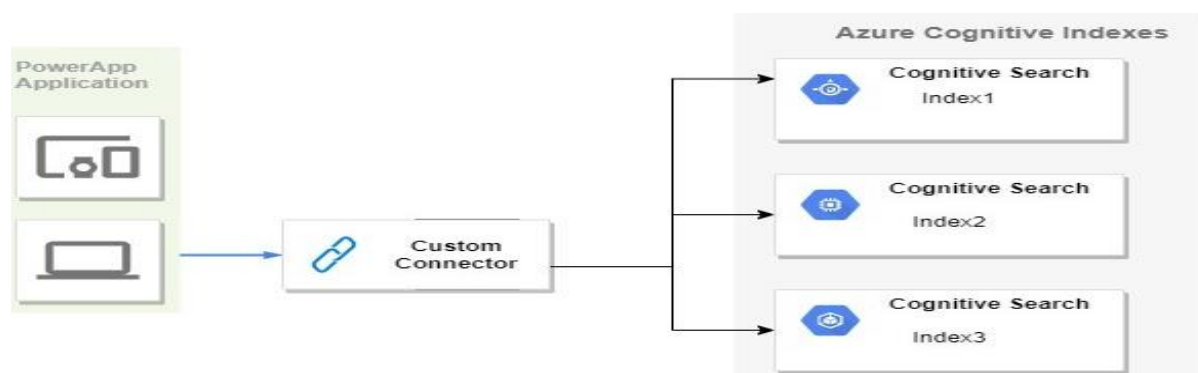 Azure Cognitive Indexes
PowerApp
Application
Cognitive Search
Index1
Cognitive Search
Index2
Custom
Connector
Cognitive Search
Index3